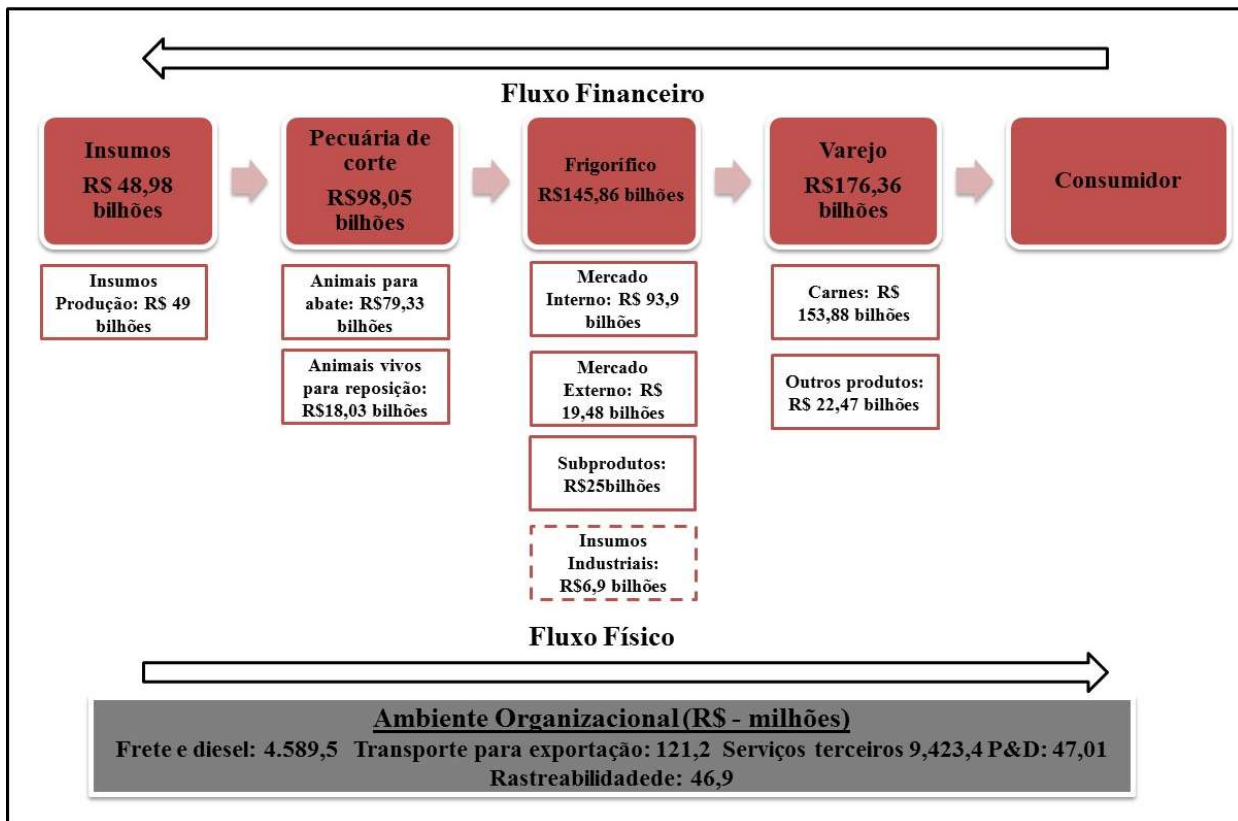 Fluxo Financeiro
Insumos
R$ 48,98
bilhões
Pecuária de
corte
R$98,05
bilhões
Frigorífico
R$145,86 bilhões
Varejo
R$176,36
bilhões
Consumidor
Insumos
Produção: R$ 49
bilhões
Animais para
abate: R$79,33
bilhões
Animais vivos
para reposição:
R$18,03 bilhões
Mercado
Interno: R$ 93,9
bilhões
Mercado
Externo: R$
19,48 bilhões
Subprodutos:
R$25bilhões
Insumos
Industriais:
R$6,9 bilhões
Carnes: R$
153,88 bilhões
Outros produtos:
R$ 22,47 bilhões
Fluxo Físico
Ambiente Organizacional (R$ - milhões)
Frete e diesel: 4.589,5 Transporte para exportação: 121,2 Serviços terceiros 9,423,4 P&D: 47,01
Rastreabilidadede: 46,9